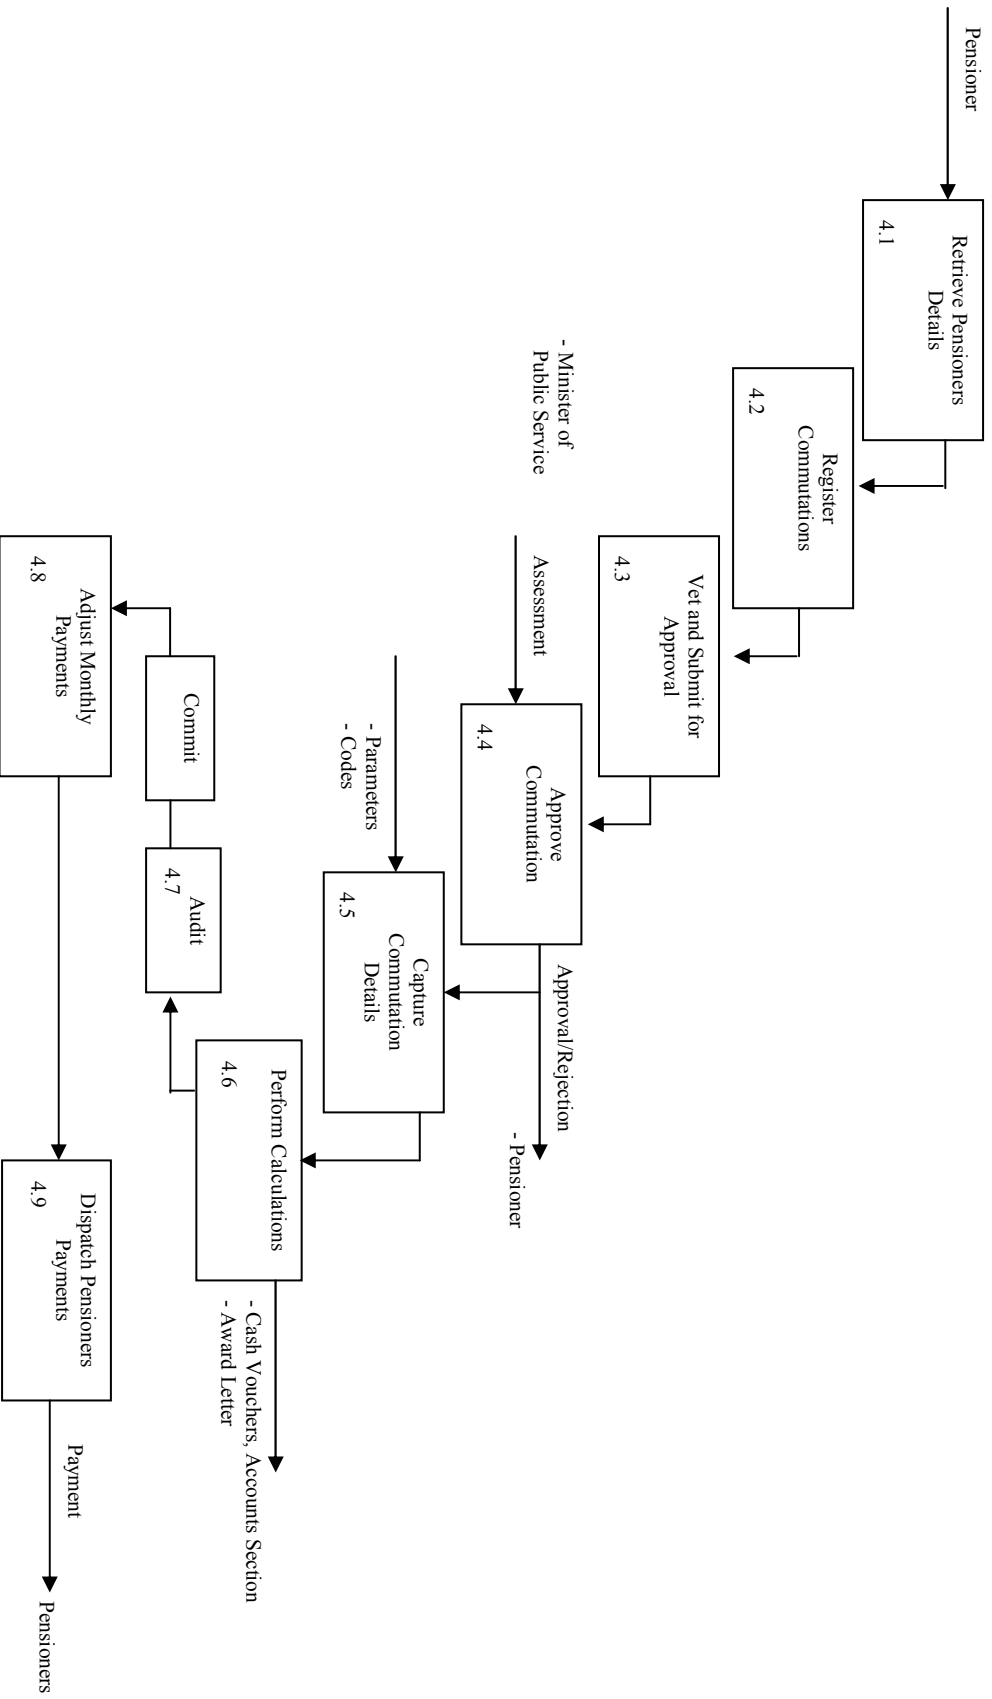 Pensioner
Retrieve Pensioners
Details
4.1
Register
Commutations
4.2
Vet and Submit for
Approval
4.3
- Minister of
Public Service
Assessment
Approve
Commutation
4.4
Approval/Rejection
- Pensioner
- Parameters
- Codes
Capture
Commutation
Details
4.5
Perform Calculations
4.6
- Cash Vouchers, Accounts Section
- Award Letter
Audit
4.7
Commit
Adjust Monthly
Payments
4.8
Dispatch Pensioners
Payments
4.9
Payment
Pensioners